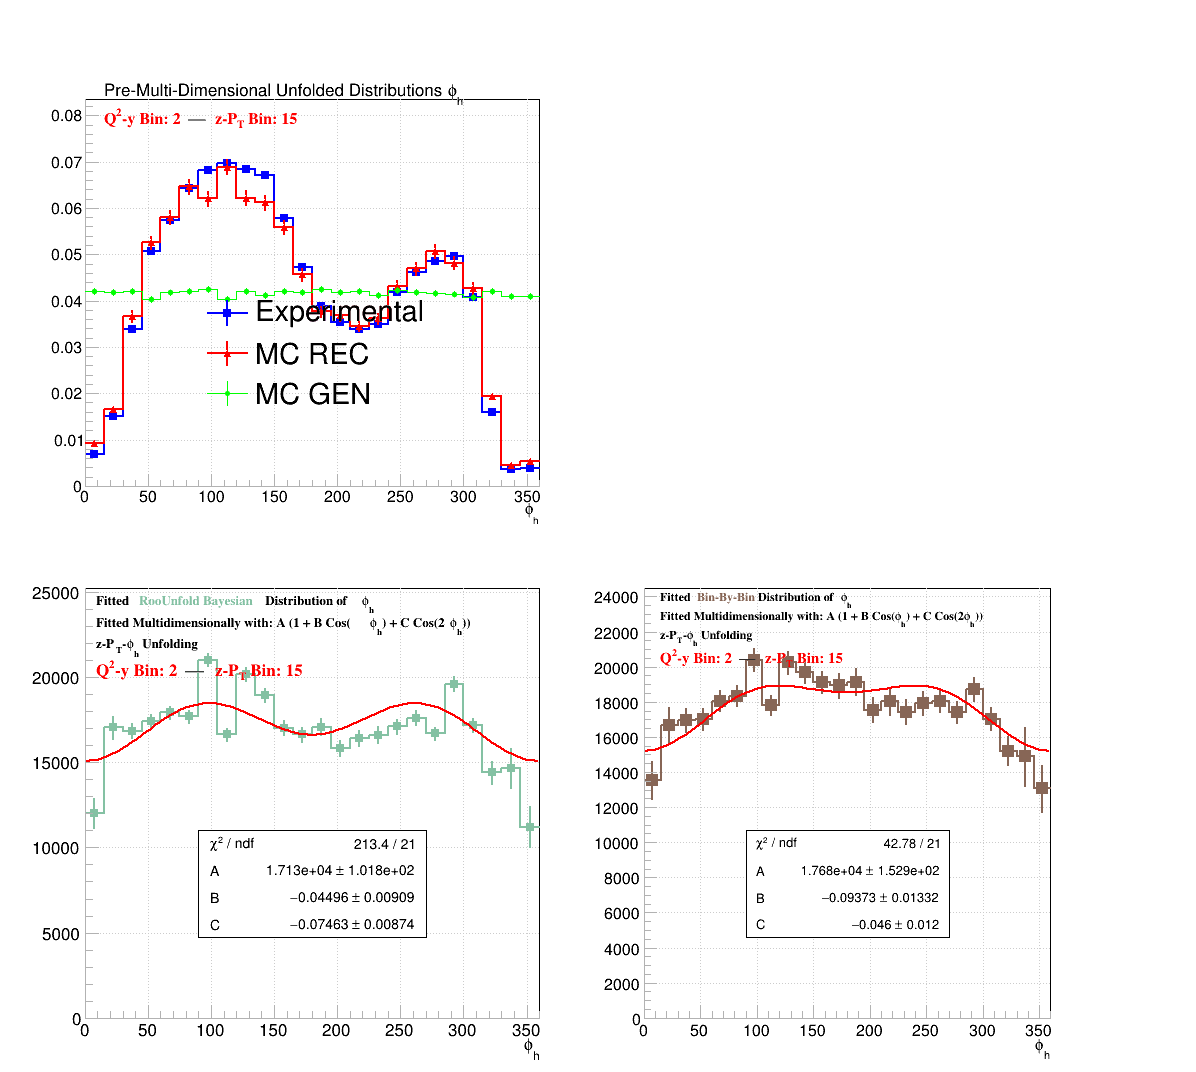 Pre-Multi-Dimensional Unfolded Distributions ϕh
Q2-y Bin: 2 — z-PT Bin: 15
0.08
0.07
0.06
0.05
0.04
0.03
0.02
0.01
0
Experimental
MC REC
MC GEN
0 50 100 150 200 250 300 350
ϕh
Fitted RooUnfold Bayesian Distribution of ϕh
Fitted Multidimensionally with: A (1 + B Cos( ϕh) + C Cos(2 ϕh))
z-PT-ϕh Unfolding
Q2-y Bin: 2 — z-PT Bin: 15
25000
20000
15000
10000
5000
0
χ2 / ndf 213.4 / 21
A 1.713e+04 ± 1.018e+02
B −0.04496 ± 0.00909
C −0.07463 ± 0.00874
0 50 100 150 200 250 300 350
ϕh
Fitted Bin-By-Bin Distribution of ϕh
Fitted Multidimensionally with: A (1 + B Cos(ϕh) + C Cos(2ϕh))
z-PT-ϕh Unfolding
Q2-y Bin: 2 — z-PT Bin: 15
24000
22000
20000
18000
16000
14000
12000
10000
8000
6000
4000
2000
0
χ2 / ndf 42.78 / 21
A 1.768e+04 ± 1.529e+02
B −0.09373 ± 0.01332
C −0.046 ± 0.012
0 50 100 150 200 250 300 350
ϕh